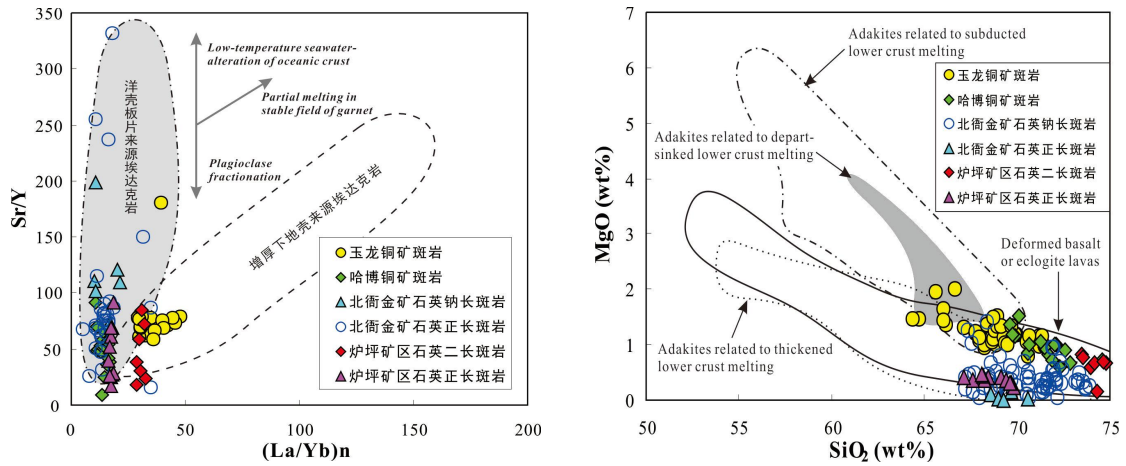 350
300
250
200
150
100
50
0
Sr/Y
0
50
100
150
200
(La/Yb)n
洋壳板片来源埃达克岩
Low-temperature seawater-
alteration of oceanic crust
Partial melting in
stable field of garnet
Plagioclase
fractionation
增厚下地壳来源埃达克岩
玉龙铜矿斑岩
哈博铜矿斑岩
北衙金矿石英钠长斑岩
北衙金矿石英正长斑岩
炉坪矿区石英二长斑岩
炉坪矿区石英正长斑岩
7
6
5
4
3
2
1
0
MgO (wt%)
50
55
60
65
70
75
SiO₂ (wt%)
Adakites related to subducted
lower crust melting
玉龙铜矿斑岩
哈博铜矿斑岩
北衙金矿石英钠长斑岩
北衙金矿石英正长斑岩
炉坪矿区石英二长斑岩
炉坪矿区石英正长斑岩
Adakites related to depart-
sinked lower crust melting
Deformed basalt
or eclogite lavas
Adakites related to thickened
lower crust melting